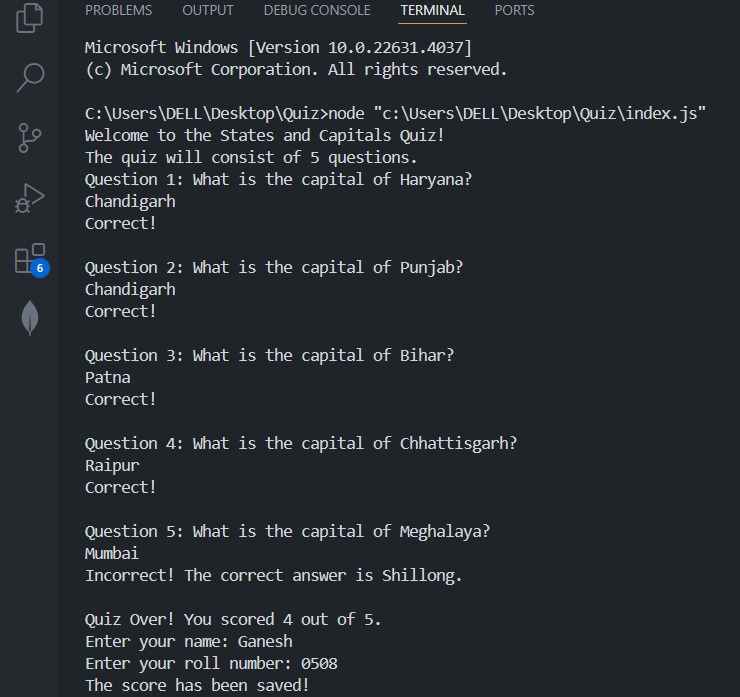 PROBLEMS OUTPUT DEBUG CONSOLE TERMINAL PORTS
Microsoft Windows [Version 10.0.22631.4037]
(c) Microsoft Corporation. All rights reserved.
C:\Users\DELL\Desktop\Quiz>node "c:\Users\DELL\Desktop\Quiz\index.js"
Welcome to the States and Capitals Quiz!
The quiz will consist of 5 questions.
Question 1: What is the capital of Haryana?
Chandigarh
Correct!
Question 2: What is the capital of Punjab?
Chandigarh
Correct!
Question 3: What is the capital of Bihar?
Patna
Correct!
Question 4: What is the capital of Chhattisgarh?
Raipur
Correct!
Question 5: What is the capital of Meghalaya?
Mumbai
Incorrect! The correct answer is Shillong.
Quiz Over! You scored 4 out of 5.
Enter your name: Ganesh
Enter your roll number: 0508
The score has been saved!
6